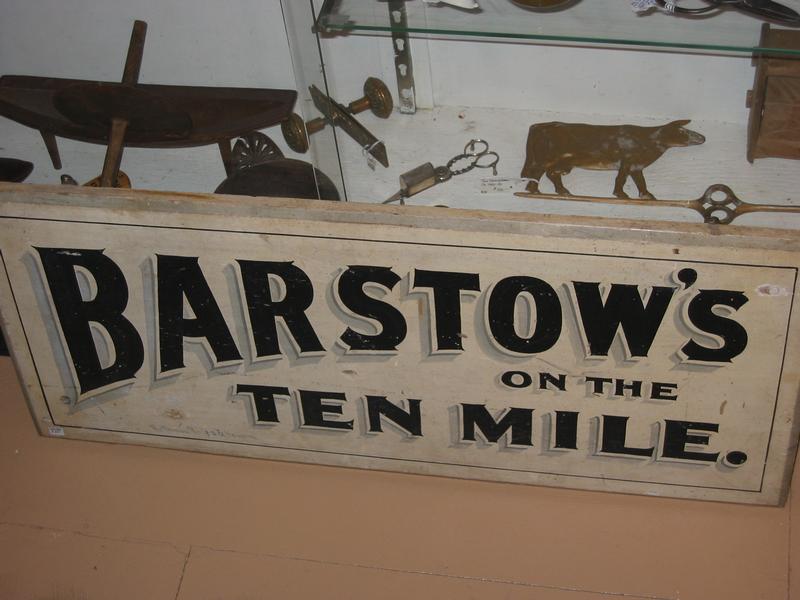 BARSTOW'S
ON THE
TEN MILE.